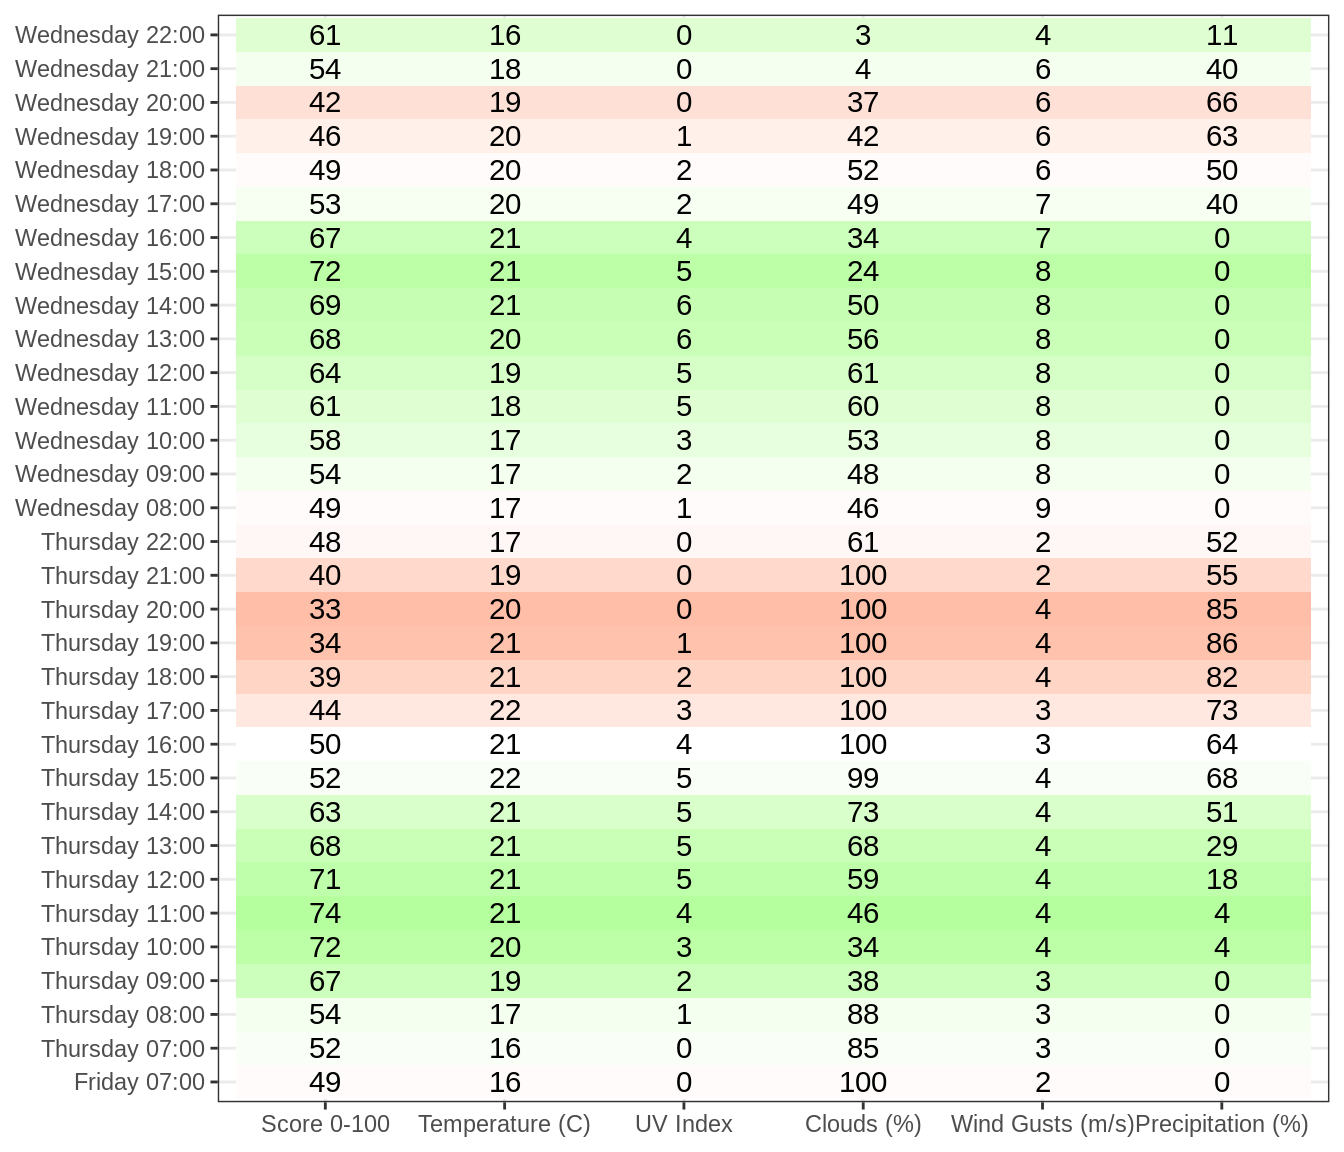 Wednesday 22:00 61 16 0 3 4 11
Wednesday 21:00 54 18 0 4 6 40
Wednesday 20:00 42 19 0 37 6 66
Wednesday 19:00 46 20 1 42 6 63
Wednesday 18:00 49 20 2 52 6 50
Wednesday 17:00 53 20 2 49 7 40
Wednesday 16:00 67 21 4 34 7 0
Wednesday 15:00 72 21 5 24 8 0
Wednesday 14:00 69 21 6 50 8 0
Wednesday 13:00 68 20 6 56 8 0
Wednesday 12:00 64 19 5 61 8 0
Wednesday 11:00 61 18 5 60 8 0
Wednesday 10:00 58 17 3 53 8 0
Wednesday 09:00 54 17 2 48 8 0
Wednesday 08:00 49 17 1 46 9 0
Thursday 22:00 48 17 0 61 2 52
Thursday 21:00 40 19 0 100 2 55
Thursday 20:00 33 20 0 100 4 85
Thursday 19:00 34 21 1 100 4 86
Thursday 18:00 39 21 2 100 4 82
Thursday 17:00 44 22 3 100 3 73
Thursday 16:00 50 21 4 100 3 64
Thursday 15:00 52 22 5 99 4 68
Thursday 14:00 63 21 5 73 4 51
Thursday 13:00 68 21 5 68 4 29
Thursday 12:00 71 21 5 59 4 18
Thursday 11:00 74 21 4 46 4 4
Thursday 10:00 72 20 3 34 4 4
Thursday 09:00 67 19 2 38 3 0
Thursday 08:00 54 17 1 88 3 0
Thursday 07:00 52 16 0 85 3 0
Friday 07:00 49 16 0 100 2 0
Score 0-100 Temperature (C) UV Index Clouds (%) Wind Gusts (m/s) Precipitation (%)